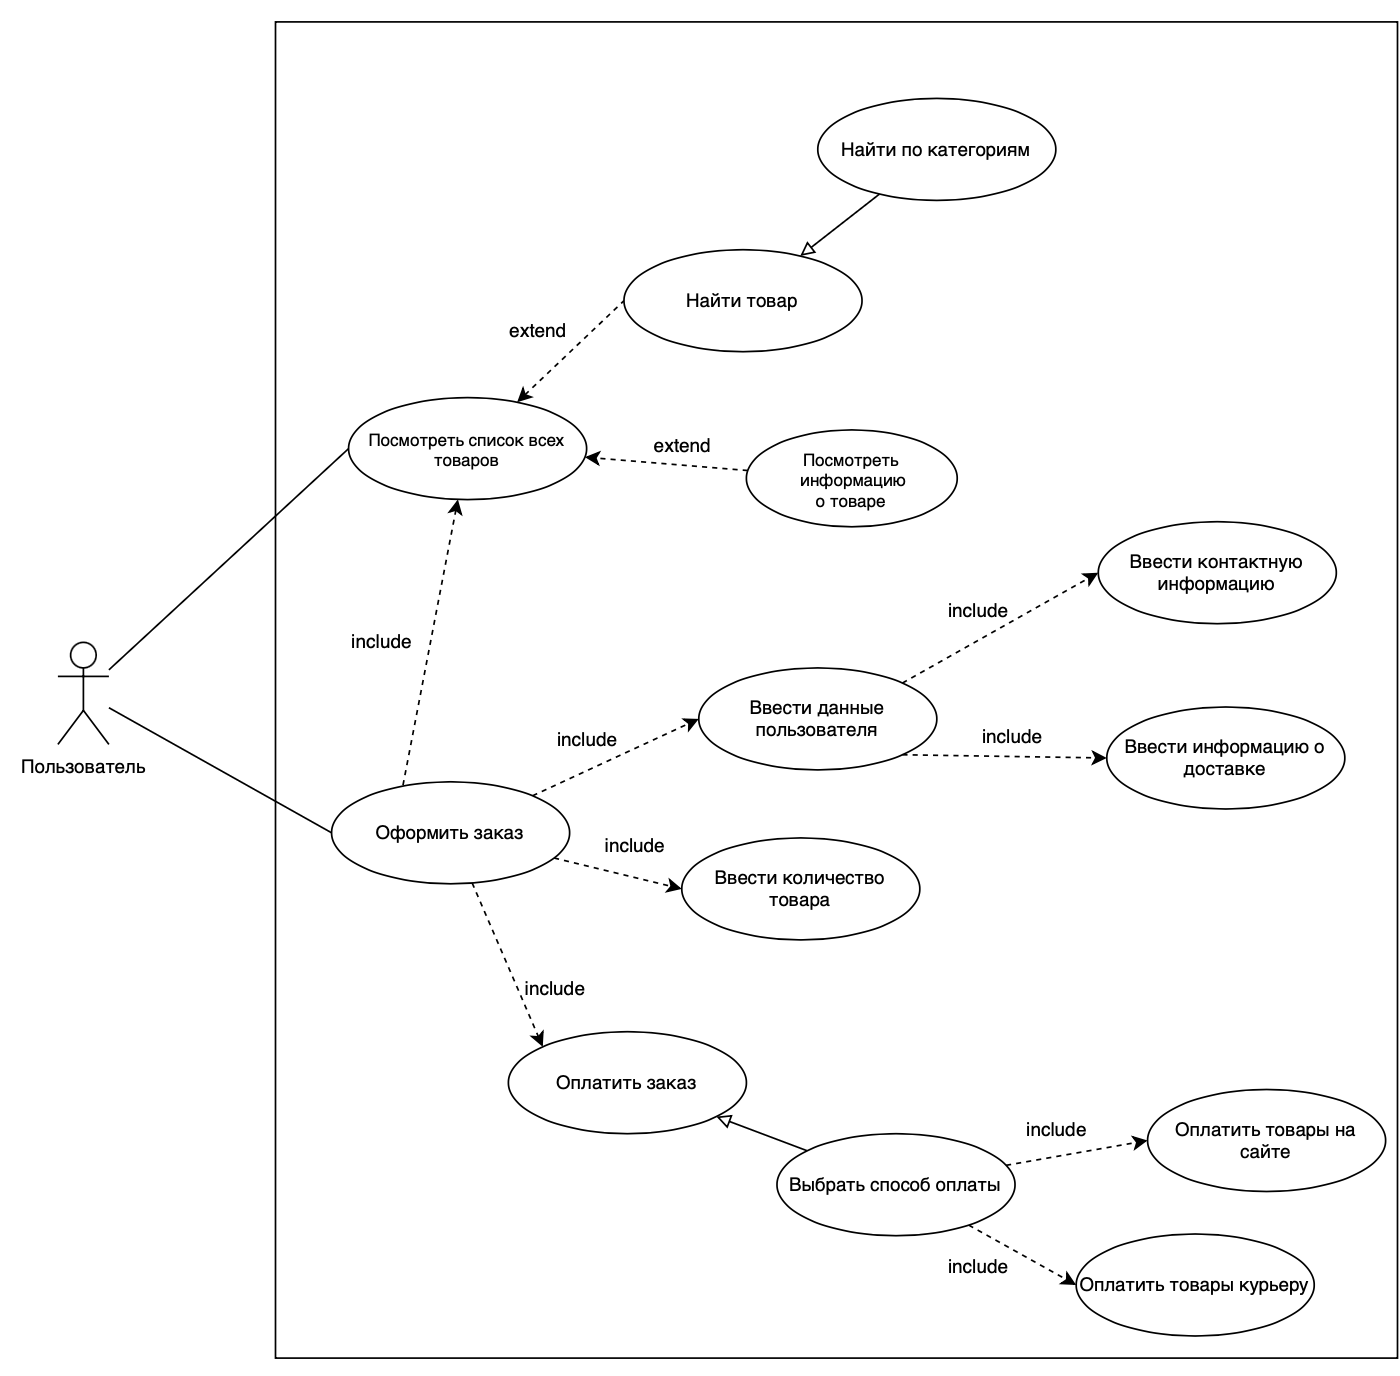 Найти по категориям
Найти товар
extend
Посмотреть список всех
товаров
extend
Посмотреть
информацию
о товаре
Ввести контактную
информацию
include
include
Ввести данные
пользователя
include
include
Ввести информацию о
доставке
Пользователь
Оформить заказ
include
Ввести количество
товара
include
Оплатить заказ
include
Оплатить товары на
сайте
Выбрать способ оплаты
include
Оплатить товары курьеру